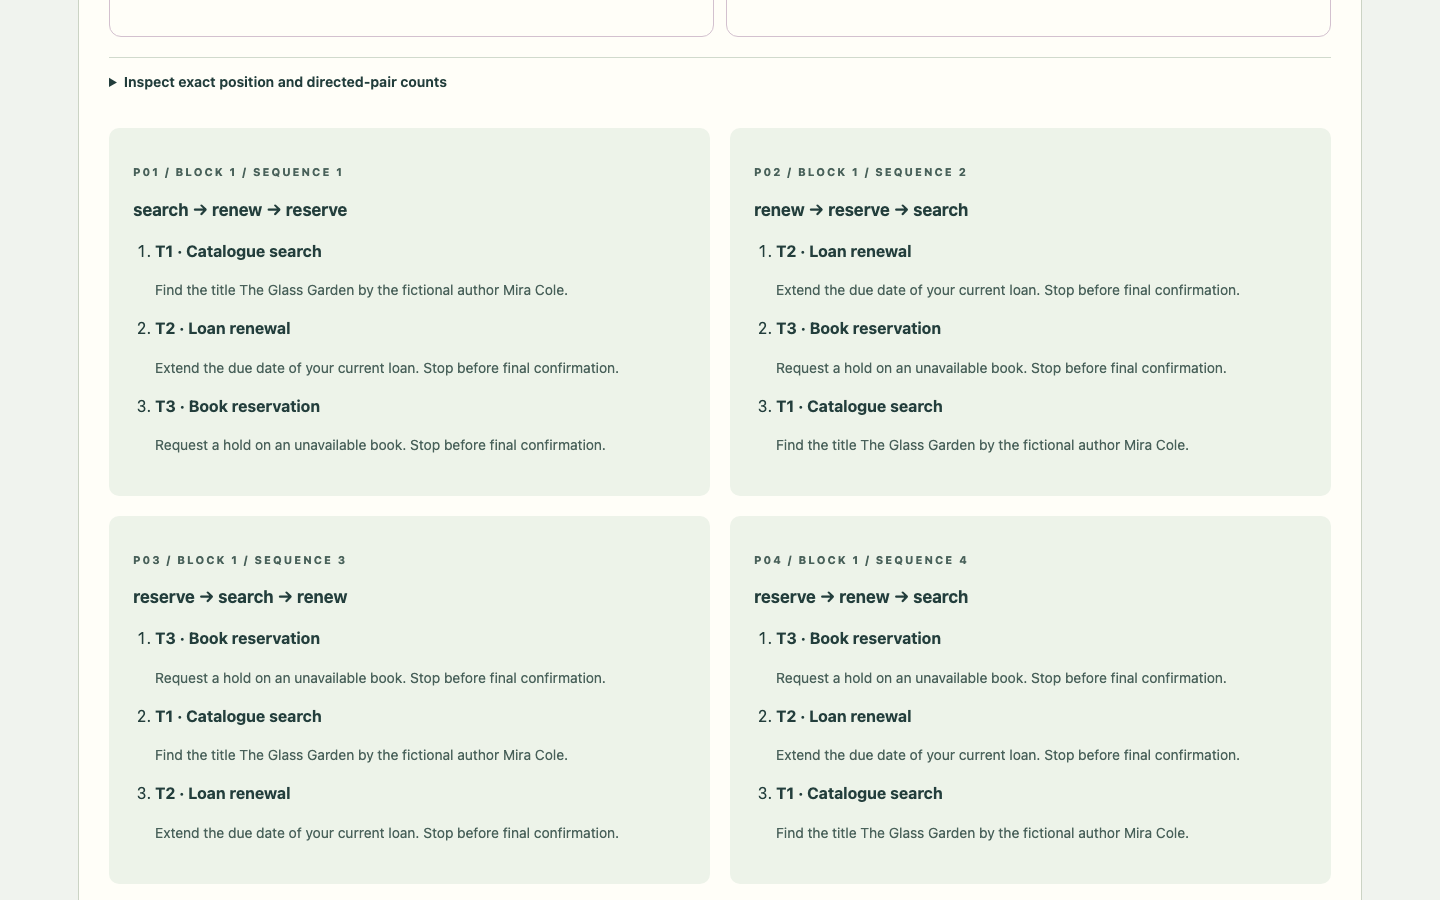 ▶ Inspect exact position and directed-pair counts
P01 / BLOCK 1 / SEQUENCE 1
search → renew → reserve
1. T1 · Catalogue search
Find the title The Glass Garden by the fictional author Mira Cole.
2. T2 · Loan renewal
Extend the due date of your current loan. Stop before final confirmation.
3. T3 · Book reservation
Request a hold on an unavailable book. Stop before final confirmation.
P02 / BLOCK 1 / SEQUENCE 2
renew → reserve → search
1. T2 · Loan renewal
Extend the due date of your current loan. Stop before final confirmation.
2. T3 · Book reservation
Request a hold on an unavailable book. Stop before final confirmation.
3. T1 · Catalogue search
Find the title The Glass Garden by the fictional author Mira Cole.
P03 / BLOCK 1 / SEQUENCE 3
reserve → search → renew
1. T3 · Book reservation
Request a hold on an unavailable book. Stop before final confirmation.
2. T1 · Catalogue search
Find the title The Glass Garden by the fictional author Mira Cole.
3. T2 · Loan renewal
Extend the due date of your current loan. Stop before final confirmation.
P04 / BLOCK 1 / SEQUENCE 4
reserve → renew → search
1. T3 · Book reservation
Request a hold on an unavailable book. Stop before final confirmation.
2. T2 · Loan renewal
Extend the due date of your current loan. Stop before final confirmation.
3. T1 · Catalogue search
Find the title The Glass Garden by the fictional author Mira Cole.